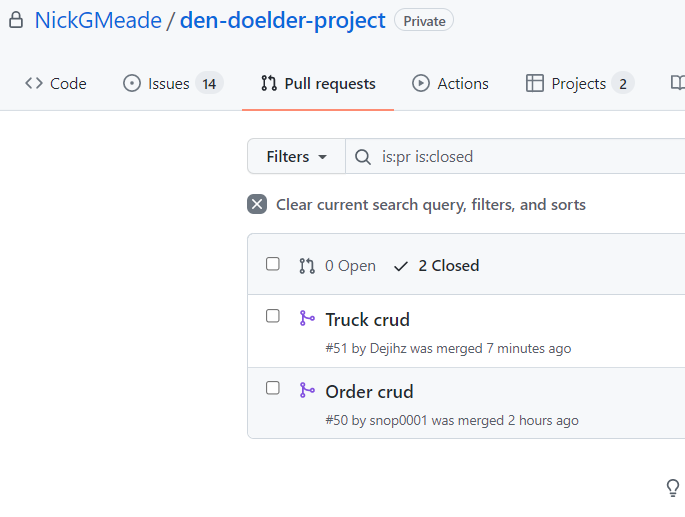 NickGMeade / den-doelder-project Private
Code Issues 14 Pull requests Actions Projects 2
Filters is:pr is:closed
Clear current search query, filters, and sorts
0 Open 2 Closed
Truck crud
#51 by Dejihz was merged 7 minutes ago
Order crud
#50 by snop0001 was merged 2 hours ago